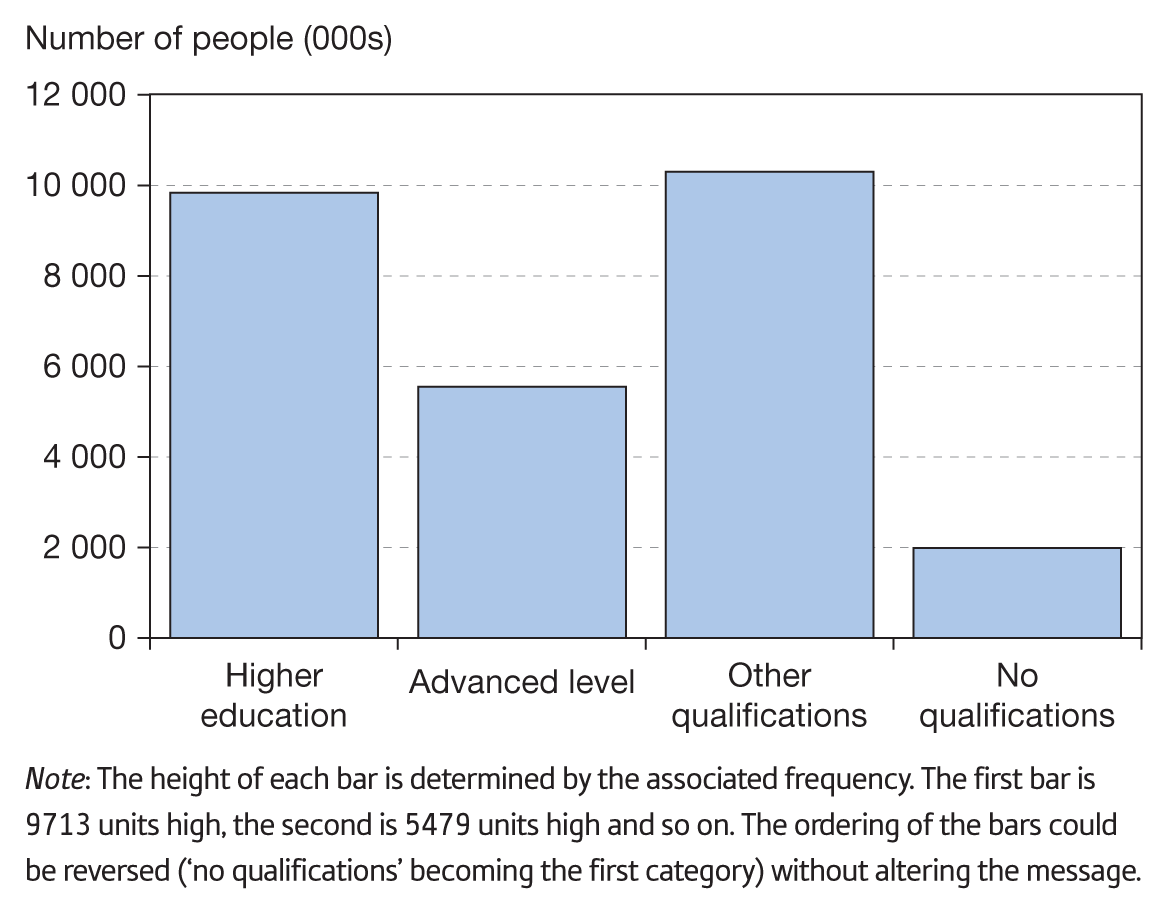 Number of people (000s)
12 000
10 000
8 000
6 000
4 000
2 000
0
Higher education
Advanced level
Other qualifications
No qualifications
Note: The height of each bar is determined by the associated frequency. The first bar is
9713 units high, the second is 5479 units high and so on. The ordering of the bars could
be reversed (‘no qualifications’ becoming the first category) without altering the message.